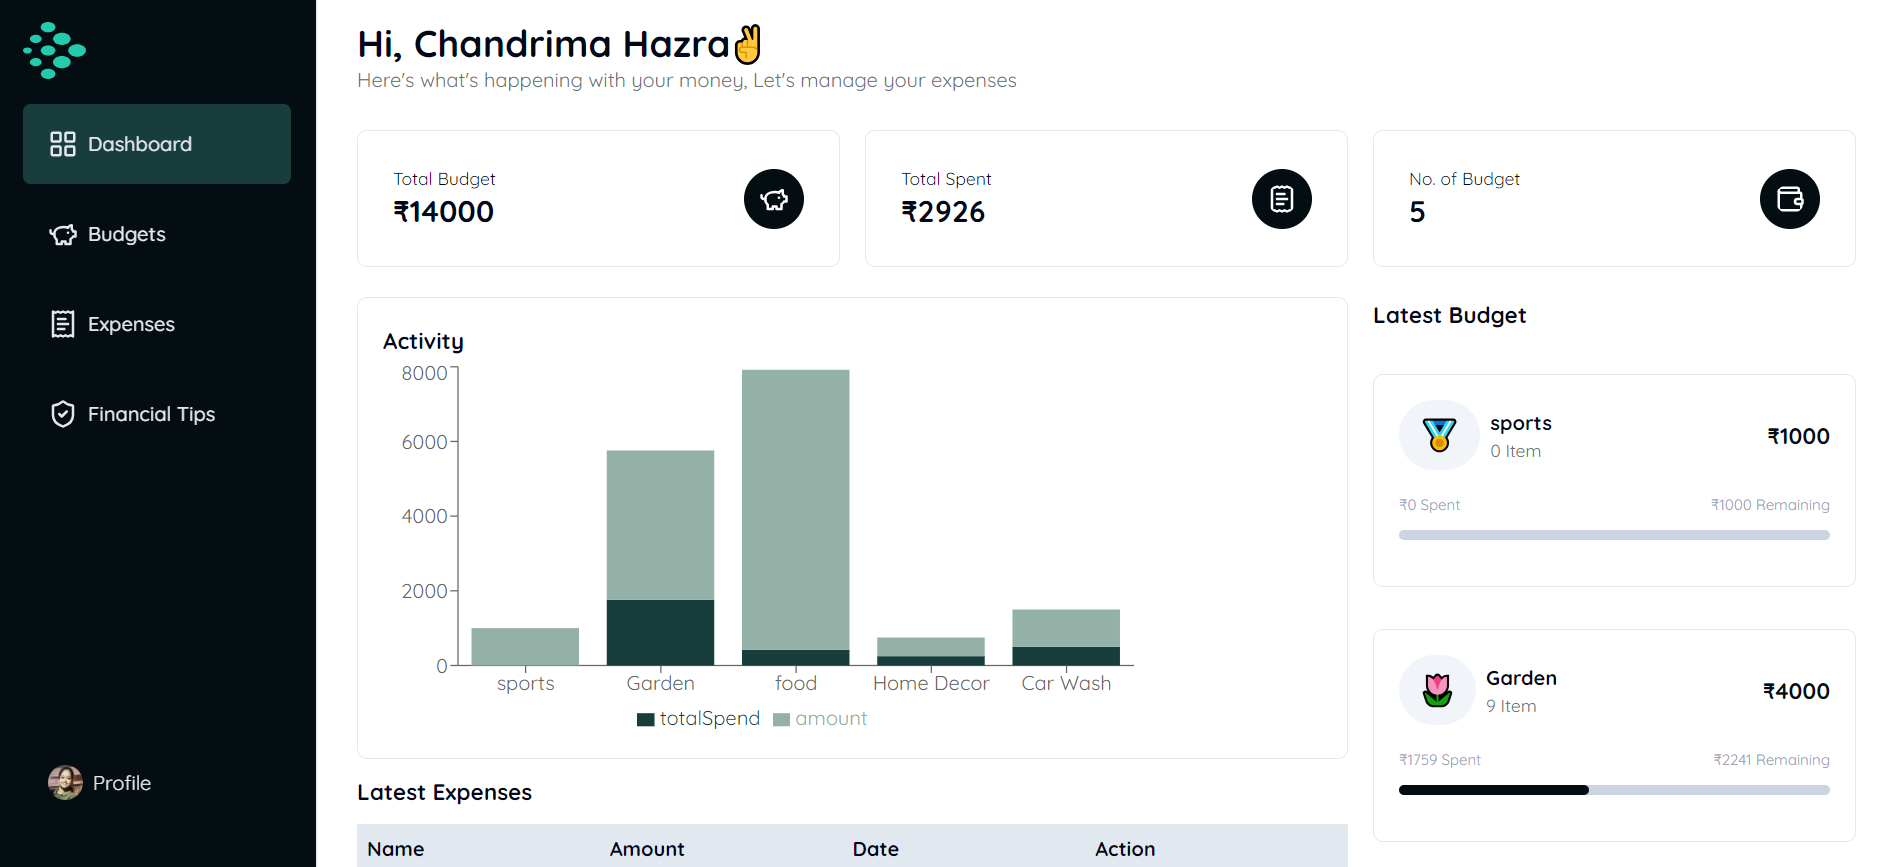 Dashboard
Budgets
Expenses
Financial Tips
Profile
Hi, Chandrima Hazra✌️
Here's what's happening with your money, Let's manage your expenses
Total Budget
₹14000
Total Spent
₹2926
No. of Budget
5
Activity
8000
6000
4000
2000
0
sports Garden food Home Decor Car Wash
totalSpend amount
Latest Expenses
Name Amount Date Action
Latest Budget
sports
0 Item
₹1000
₹0 Spent ₹1000 Remaining
Garden
9 Item
₹4000
₹1759 Spent ₹2241 Remaining